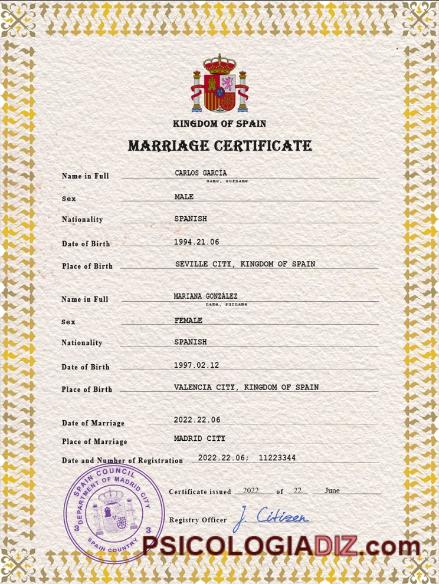 KINGDOM OF SPAIN
MARRIAGE CERTIFICATE
Name in Full CARLOS GARCÍA
name, surname
Sex MALE
Nationality SPANISH
Date of Birth 1994.21.06
Place of Birth SEVILLE CITY, KINGDOM OF SPAIN
Name in Full MARIANA GONZÁLEZ
name, surname
Sex FEMALE
Nationality SPANISH
Date of Birth 1997.02.12
Place of Birth VALENCIA CITY, KINGDOM OF SPAIN
Date of Marriage 2022.22.06
Place of Marriage MADRID CITY
Date and Number of Registration 2022.22.06; 11223344
Certificate issued 2022 of 22 June
Registry Officer J. Citizen
SPAIN COUNCIL
DEPARTMENT OF MADRID CITY
3 3
SPAIN COUNTRY
PSICOLOGIADIZ.com